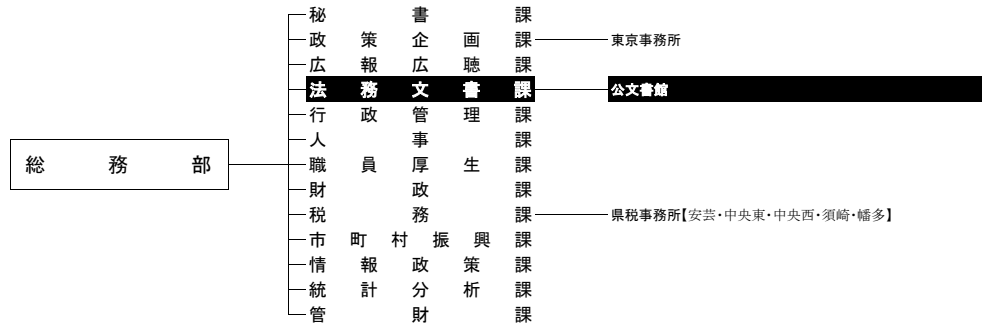 秘書課
政策企画課 東京事務所
広報広聴課
法務文書課 公文書館
行政管理課
人事課
総務部 職員厚生課
財政課
税務課 県税事務所【安芸・中央東・中央西・須崎・幡多】
市町村振興課
情報政策課
統計分析課
管財課